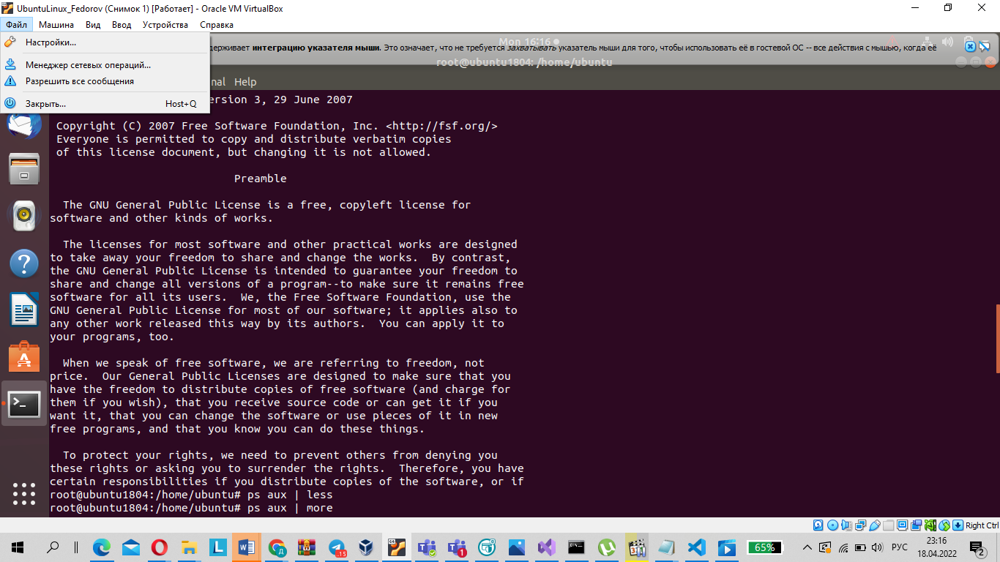 UbuntuLinux_Fedorov (Снимок 1) [Работает] - Oracle VM VirtualBox
Файл Машина Вид Ввод Устройства Справка
Настройки...
Менеджер сетевых операций...
Разрешить все сообщения
Закрыть... Host+Q
держивает интеграцию указателя мыши. Это означает, что не требуется захватывать указатель мыши для того, чтобы использовать её в гостевой ОС -- все действия с мышью, когда её
Mon 16:16
root@ubuntu1804: /home/ubuntu
nal Help
ersion 3, 29 June 2007
Copyright (C) 2007 Free Software Foundation, Inc. <http://fsf.org/>
Everyone is permitted to copy and distribute verbatim copies
of this license document, but changing it is not allowed.
Preamble
The GNU General Public License is a free, copyleft license for
software and other kinds of works.
The licenses for most software and other practical works are designed
to take away your freedom to share and change the works.  By contrast,
the GNU General Public License is intended to guarantee your freedom to
share and change all versions of a program--to make sure it remains free
software for all its users.  We, the Free Software Foundation, use the
GNU General Public License for most of our software; it applies also to
any other work released this way by its authors.  You can apply it to
your programs, too.
When we speak of free software, we are referring to freedom, not
price.  Our General Public Licenses are designed to make sure that you
have the freedom to distribute copies of free software (and charge for
them if you wish), that you receive source code or can get it if you
want it, that you can change the software or use pieces of it in new
free programs, and that you know you can do these things.
To protect your rights, we need to prevent others from denying you
these rights or asking you to surrender the rights.  Therefore, you have
certain responsibilities if you distribute copies of the software, or if
root@ubuntu1804:/home/ubuntu# ps aux | less
root@ubuntu1804:/home/ubuntu# ps aux | more
Right Ctrl
65%
РУС
23:16
18.04.2022
2